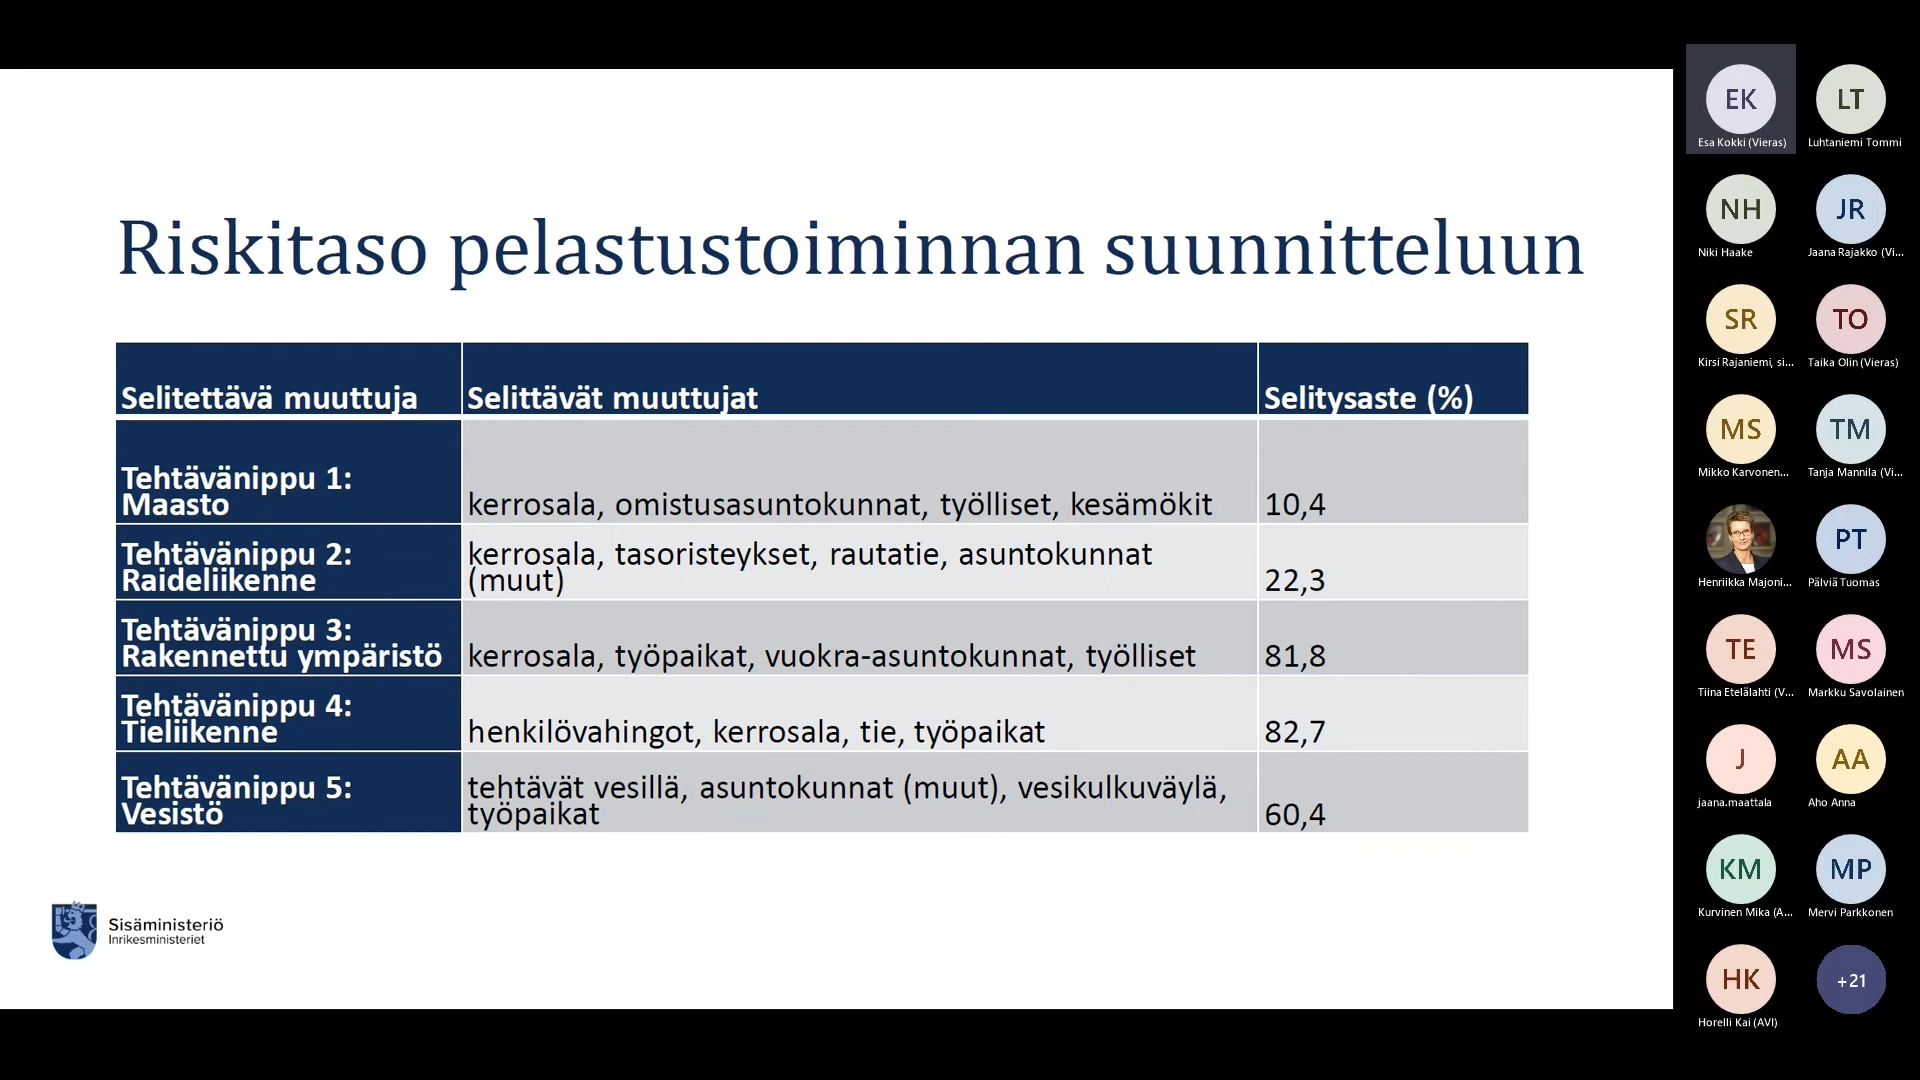 Riskitaso pelastustoiminnan suunnitteluun
Selitettävä muuttuja
Selittävät muuttujat
Selitysaste (%)
Tehtävänippu 1:
Maasto
kerrosala, omistusasuntokunnat, työlliset, kesämökit
10,4
Tehtävänippu 2:
Raideliikenne
kerrosala, tasoristeykset, rautatie, asuntokunnat
(muut)
22,3
Tehtävänippu 3:
Rakennettu ympäristö
kerrosala, työpaikat, vuokra-asuntokunnat, työlliset
81,8
Tehtävänippu 4:
Tieliikenne
henkilövahingot, kerrosala, tie, työpaikat
82,7
Tehtävänippu 5:
Vesistö
tehtävät vesillä, asuntokunnat (muut), vesikulkuväylä,
työpaikat
60,4
Sisäministeriö
Inrikesministeriet
EK
Esa Kokki (Vieras)
LT
Luhtaniemi Tommi
NH
Niki Haake
JR
Jaana Rajakko (Vi...
SR
Kirsi Rajaniemi, si...
TO
Taika Olin (Vieras)
MS
Mikko Karvonen...
TM
Tanja Mannila (Vi...
Henriikka Majoni...
PT
Pälviä Tuomas
TE
Tiina Etelälahti (V...
MS
Markku Savolainen
J
jaana.maattala
AA
Aho Anna
KM
Kurvinen Mika (A...
MP
Mervi Parkkonen
HK
Horelli Kai (AVI)
+21